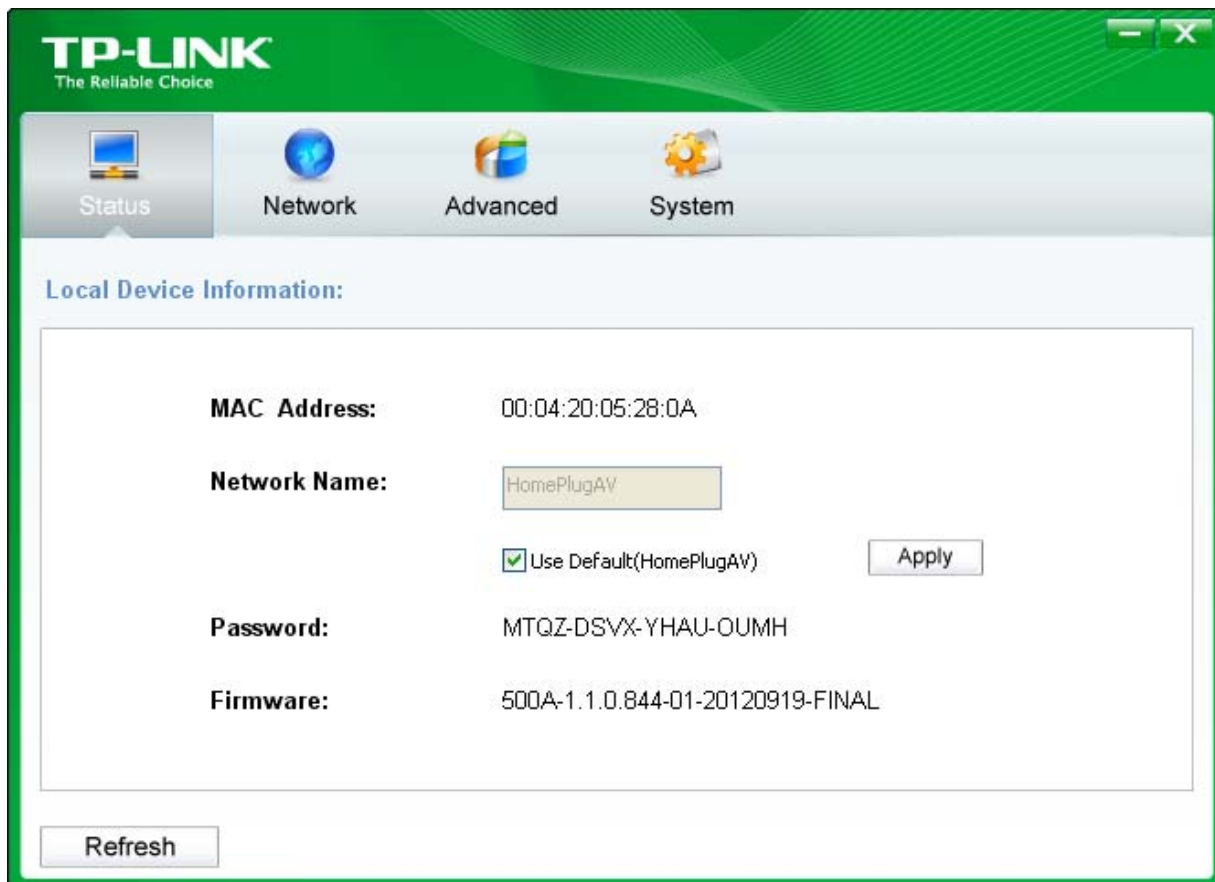 TP-LINK
The Reliable Choice
Status Network Advanced System
Local Device Information:
MAC Address: 00:04:20:05:28:0A
Network Name: HomePlugAV
Use Default(HomePlugAV) Apply
Password: MTQZ-DSVX-YHAU-OUMH
Firmware: 500A-1.1.0.844-01-20120919-FINAL
Refresh